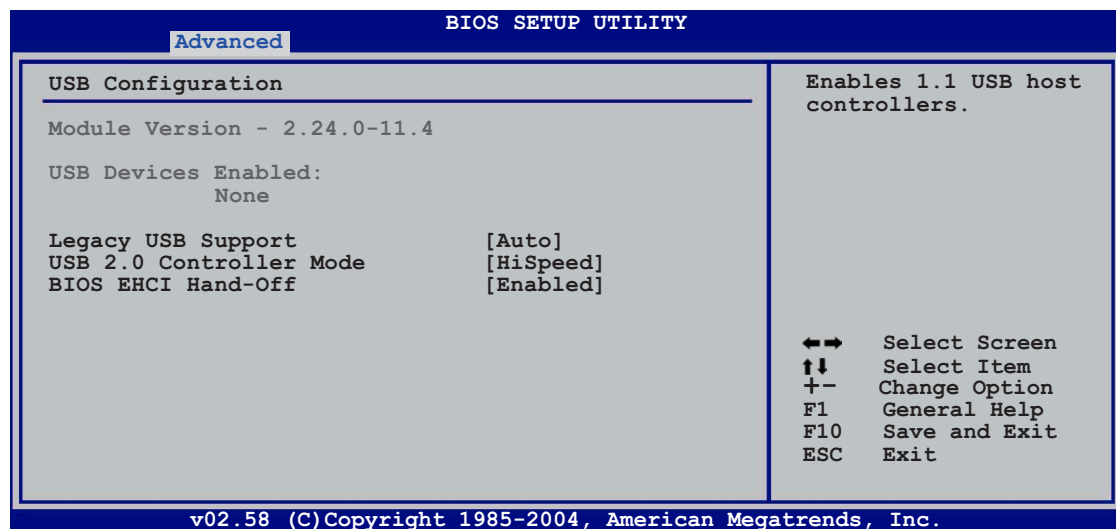 BIOS SETUP UTILITY
Advanced
USB Configuration
Module Version - 2.24.0-11.4
USB Devices Enabled:
None
Legacy USB Support [Auto]
USB 2.0 Controller Mode [HiSpeed]
BIOS EHCI Hand-Off [Enabled]
Enables 1.1 USB host
controllers.
←→ Select Screen
↑↓ Select Item
+- Change Option
F1 General Help
F10 Save and Exit
ESC Exit
v02.58 (C)Copyright 1985-2004, American Megatrends, Inc.